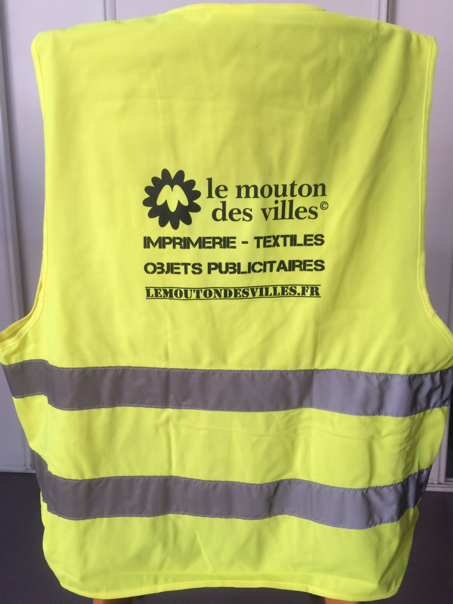 le mouton
des villes©
IMPRIMERIE - TEXTILES
OBJETS PUBLICITAIRES
LEMOUTONDESVILLES.FR